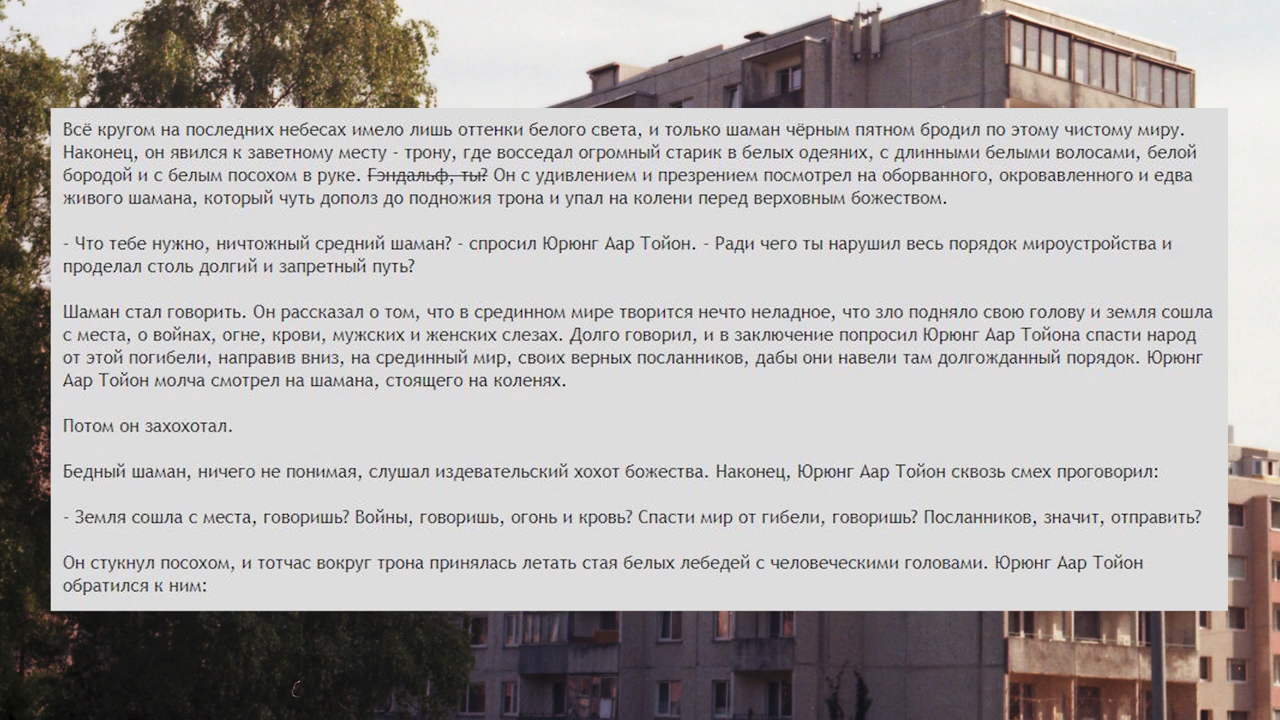 Всё кругом на последних небесах имело лишь оттенки белого света, и только шаман чёрным пятном бродил по этому чистому миру.
Наконец, он явился к заветному месту - трону, где восседал огромный старик в белых одеяних, с длинными белыми волосами, белой
бородой и с белым посохом в руке. Гэндальф, ты? Он с удивлением и презрением посмотрел на оборванного, окровавленного и едва
живого шамана, который чуть дополз до подножия трона и упал на колени перед верховным божеством.
- Что тебе нужно, ничтожный средний шаман? - спросил Юрюнг Аар Тойон. - Ради чего ты нарушил весь порядок мироустройства и
проделал столь долгий и запретный путь?
Шаман стал говорить. Он рассказал о том, что в срединном мире творится нечто неладное, что зло подняло свою голову и земля сошла
с места, о войнах, огне, крови, мужских и женских слезах. Долго говорил, и в заключение попросил Юрюнг Аар Тойона спасти народ
от этой погибели, направив вниз, на срединный мир, своих верных посланников, дабы они навели там долгожданный порядок. Юрюнг
Аар Тойон молча смотрел на шамана, стоящего на коленях.
Потом он захохотал.
Бедный шаман, ничего не понимая, слушал издевательский хохот божества. Наконец, Юрюнг Аар Тойон сквозь смех проговорил:
- Земля сошла с места, говоришь? Войны, говоришь, огонь и кровь? Спасти мир от гибели, говоришь? Посланников, значит, отправить?
Он стукнул посохом, и тотчас вокруг трона принялась летать стая белых лебедей с человеческими головами. Юрюнг Аар Тойон
обратился к ним: